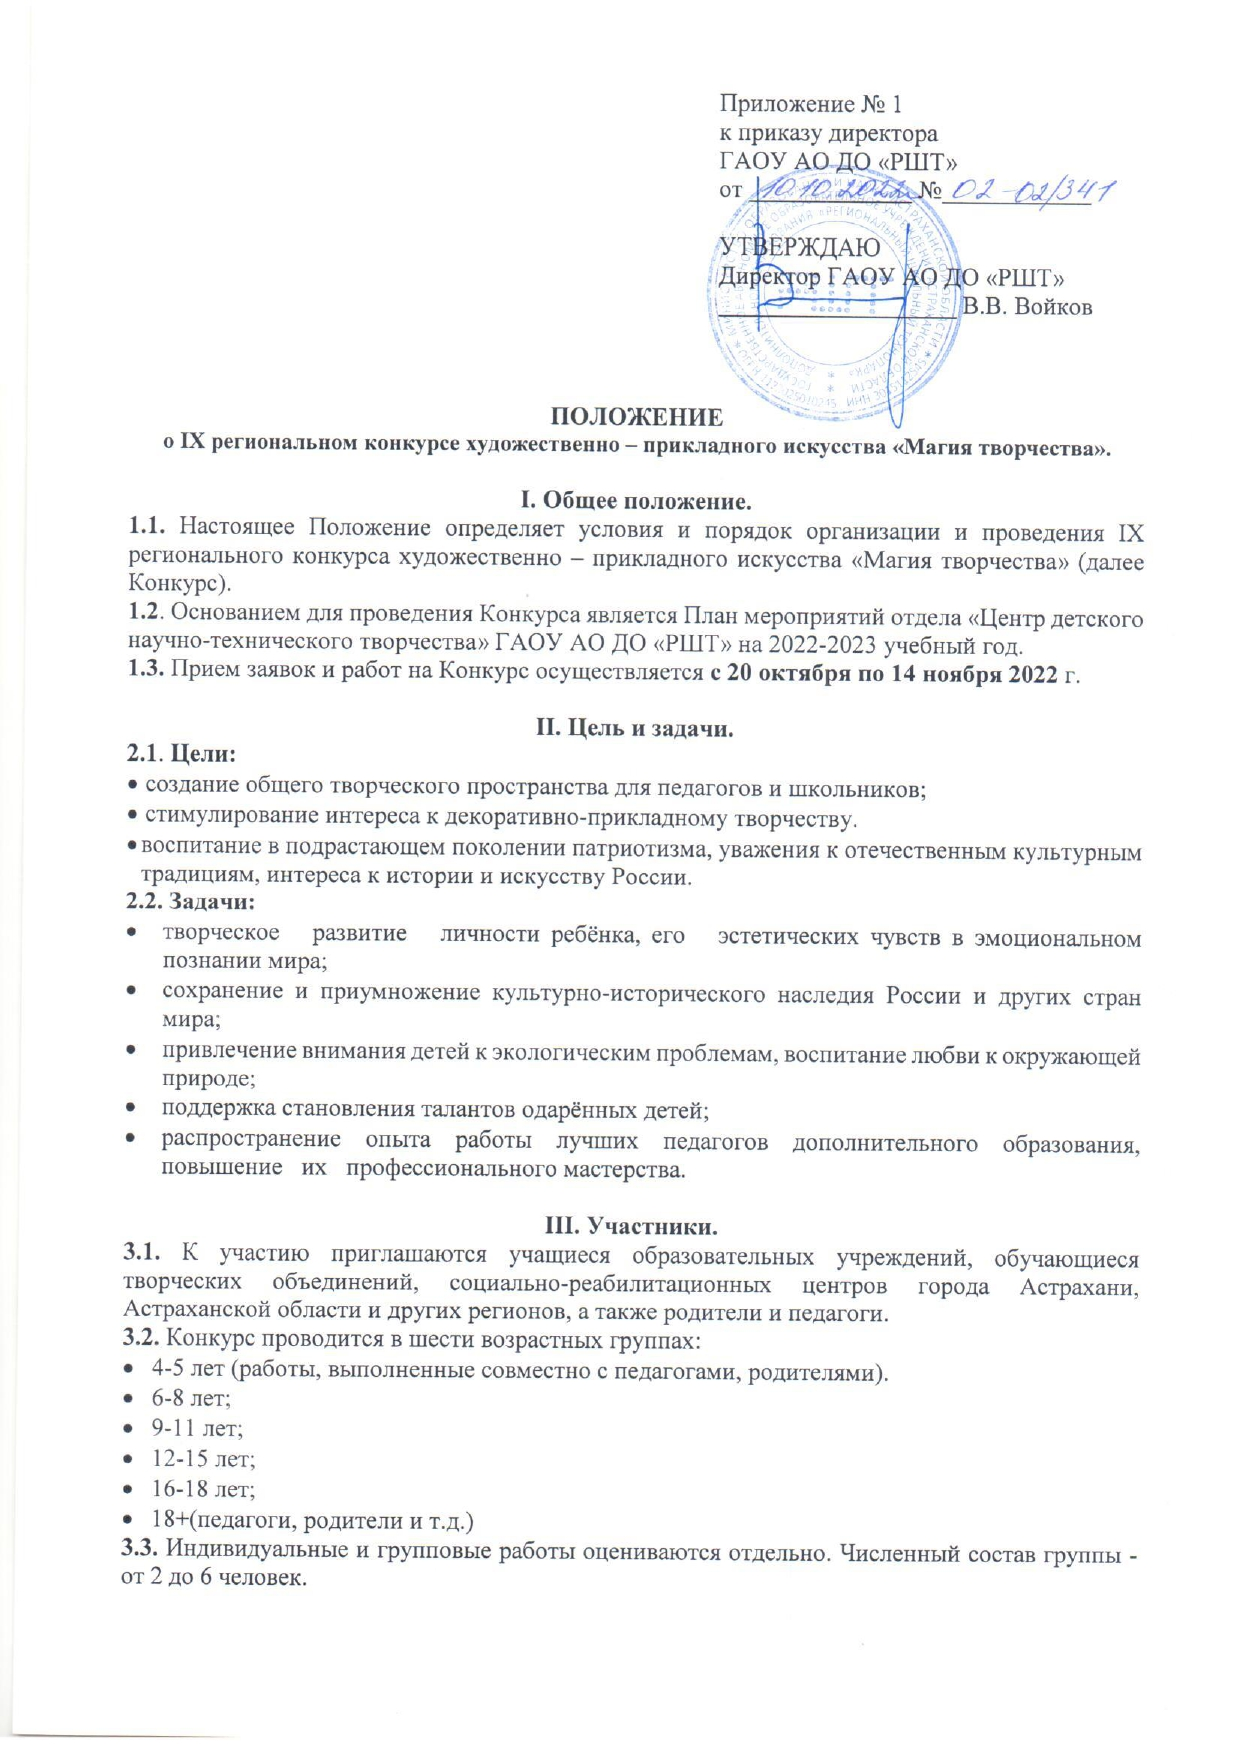 Приложение № 1
к приказу директора
ГАОУ АО ДО «РШТ»
от 10.10.2022 № 02-02/341
УТВЕРЖДАЮ
Директор ГАОУ АО ДО «РШТ»
В.В. Войков
ПОЛОЖЕНИЕ
о IX региональном конкурсе художественно – прикладного искусства «Магия творчества».
I. Общее положение.
1.1. Настоящее Положение определяет условия и порядок организации и проведения IX
регионального конкурса художественно – прикладного искусства «Магия творчества» (далее
Конкурс).
1.2. Основанием для проведения Конкурса является План мероприятий отдела «Центр детского
научно-технического творчества» ГАОУ АО ДО «РШТ» на 2022-2023 учебный год.
1.3. Прием заявок и работ на Конкурс осуществляется с 20 октября по 14 ноября 2022 г.
II. Цель и задачи.
2.1. Цели:
• создание общего творческого пространства для педагогов и школьников;
• стимулирование интереса к декоративно-прикладному творчеству.
• воспитание в подрастающем поколении патриотизма, уважения к отечественным культурным
традициям, интереса к истории и искусству России.
2.2. Задачи:
• творческое развитие личности ребёнка, его эстетических чувств в эмоциональном
познании мира;
• сохранение и приумножение культурно-исторического наследия России и других стран
мира;
• привлечение внимания детей к экологическим проблемам, воспитание любви к окружающей
природе;
• поддержка становления талантов одарённых детей;
• распространение опыта работы лучших педагогов дополнительного образования,
повышение их профессионального мастерства.
III. Участники.
3.1. К участию приглашаются учащиеся образовательных учреждений, обучающиеся
творческих объединений, социально-реабилитационных центров города Астрахани,
Астраханской области и других регионов, а также родители и педагоги.
3.2. Конкурс проводится в шести возрастных группах:
• 4-5 лет (работы, выполненные совместно с педагогами, родителями).
• 6-8 лет;
• 9-11 лет;
• 12-15 лет;
• 16-18 лет;
• 18+(педагоги, родители и т.д.)
3.3. Индивидуальные и групповые работы оцениваются отдельно. Численный состав группы -
от 2 до 6 человек.